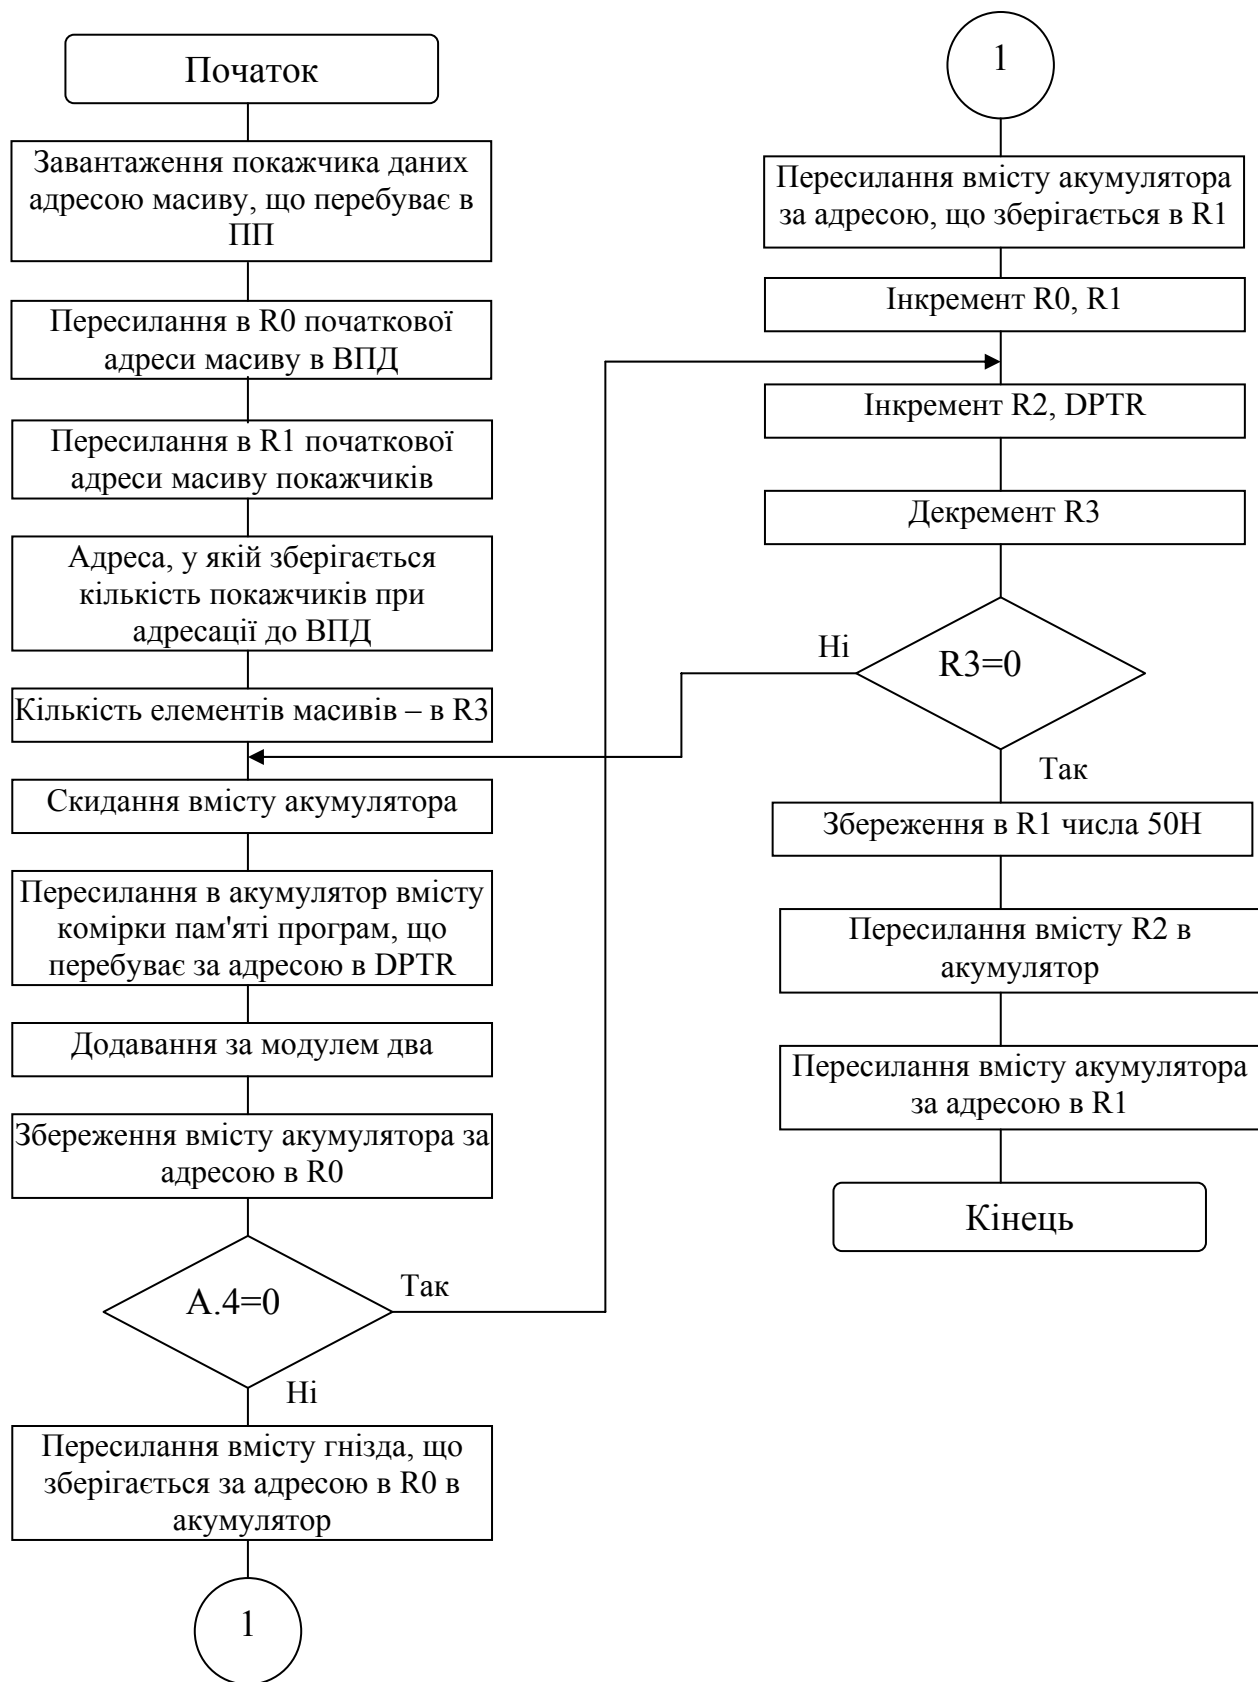 Початок
Завантаження покажчика даних
адресою масиву, що перебуває в
ПП
Пересилання в R0 початкової
адреси масиву в ВПД
Пересилання в R1 початкової
адреси масиву покажчиків
Адреса, у якій зберігається
кількість покажчиків при
адресації до ВПД
Кількість елементів масивів – в R3
Скидання вмісту акумулятора
Пересилання в акумулятор вмісту
комірки пам'яті програм, що
перебуває за адресою в DPTR
Додавання за модулем два
Збереження вмісту акумулятора за
адресою в R0
A.4=0
Так
Ні
Пересилання вмісту гнізда, що
зберігається за адресою в R0 в
акумулятор
1
1
Пересилання вмісту акумулятора
за адресою, що зберігається в R1
Інкремент R0, R1
Інкремент R2, DPTR
Декремент R3
Ні
R3=0
Так
Збереження в R1 числа 50H
Пересилання вмісту R2 в
акумулятор
Пересилання вмісту акумулятора
за адресою в R1
Кінець